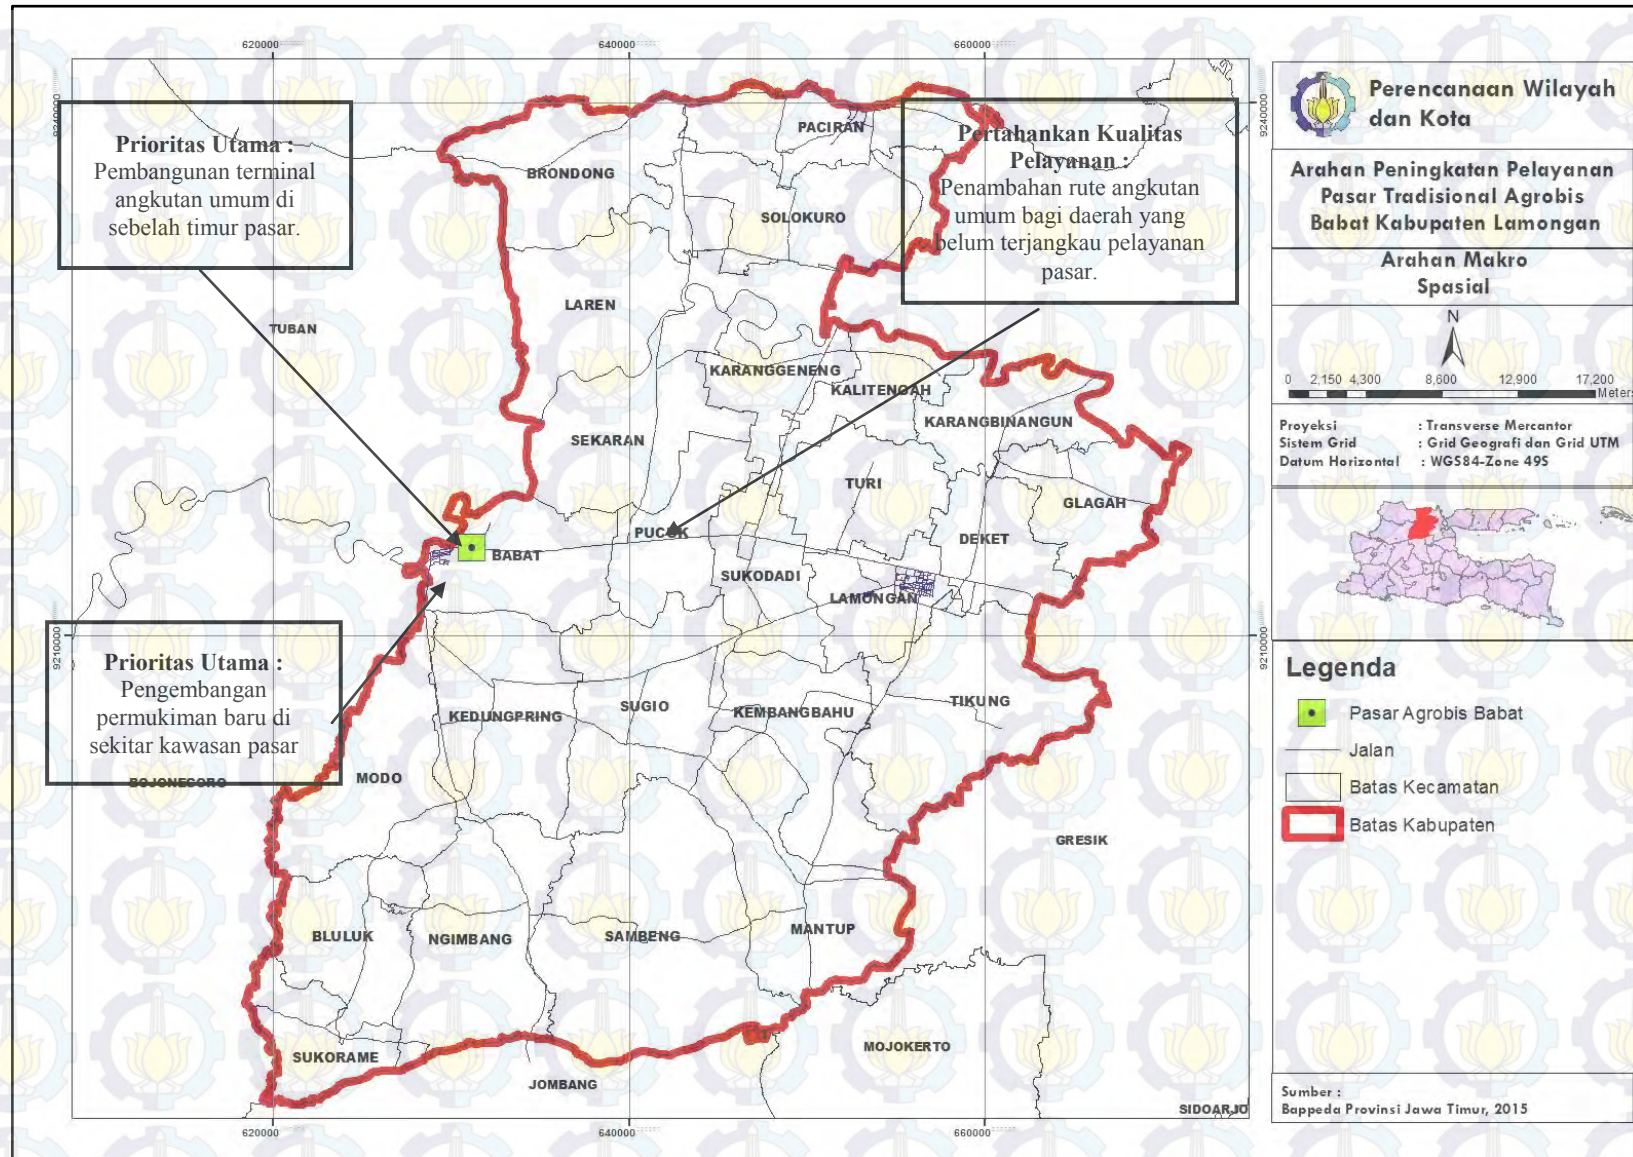 620000
640000
660000
9240000
9240000
9210000
9210000
620000
640000
660000
Prioritas Utama :
Pembangunan terminal
angkutan umum di
sebelah timur pasar.
Pertahankan Kualitas
Pelayanan :
Penambahan rute angkutan
umum bagi daerah yang
belum terjangkau pelayanan
pasar.
Prioritas Utama :
Pengembangan
permukiman baru di
sekitar kawasan pasar
PACIRAN
BRONDONG
SOLOKURO
LAREN
TUBAN
KARANGGENENG
KALITENGAH
KARANGBINANGUN
SEKARAN
TURI
GLAGAH
PUCUK
DEKET
BABAT
SUKODADI
LAMONGAN
TIKUNG
SUGIO
KEMBANGBAHU
KEDUNGPRING
MODO
BOJONEGORO
GRESIK
BLULUK
NGIMBANG
SAMBENG
MANTUP
SUKORAME
MOJOKERTO
JOMBANG
SIDOARJO
Perencanaan Wilayah
dan Kota
Arahan Peningkatan Pelayanan
Pasar Tradisional Agrobis
Babat Kabupaten Lamongan
Arahan Makro
Spasial
N
0 2,150 4,300 8,600 12,900 17,200
Meters
Proyeksi : Transverse Mercantor
Sistem Grid : Grid Geografi dan Grid UTM
Datum Horizontal : WGS84-Zone 49S
Legenda
Pasar Agrobis Babat
Jalan
Batas Kecamatan
Batas Kabupaten
Sumber :
Bappeda Provinsi Jawa Timur, 2015